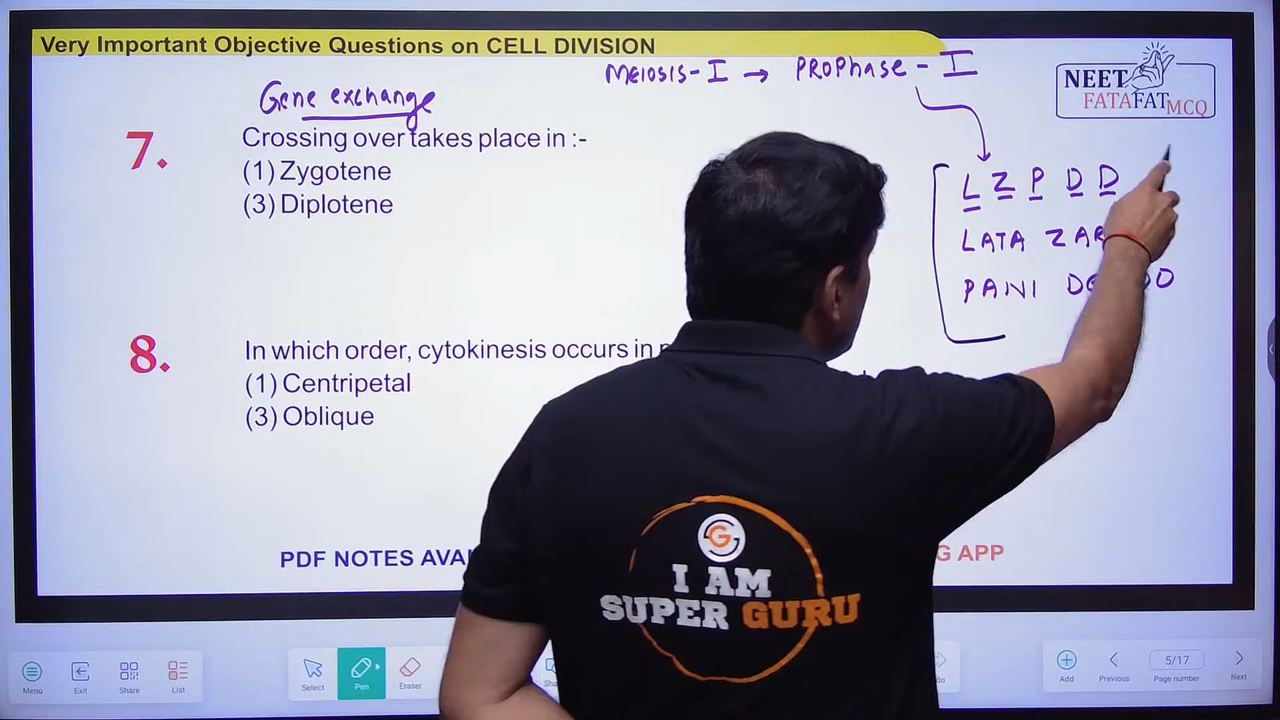 Very Important Objective Questions on CELL DIVISION
MEIOSIS-I → PROPhASE - I
NEET
FATAFAT
MCQ
Gene exchange
7.
Crossing over takes place in :-
(1) Zygotene
(3) Diplotene
L Z P D D
LATA ZAR
PANI
8.
In which order, cytokinesis occurs in
(1) Centripetal
(3) Oblique
PDF NOTES
G APP
G
I AM
SUPER GURU
Menu
Exit
Share
List
Select
Pen
Eraser
Add
Previous
5/17
Page number
Next